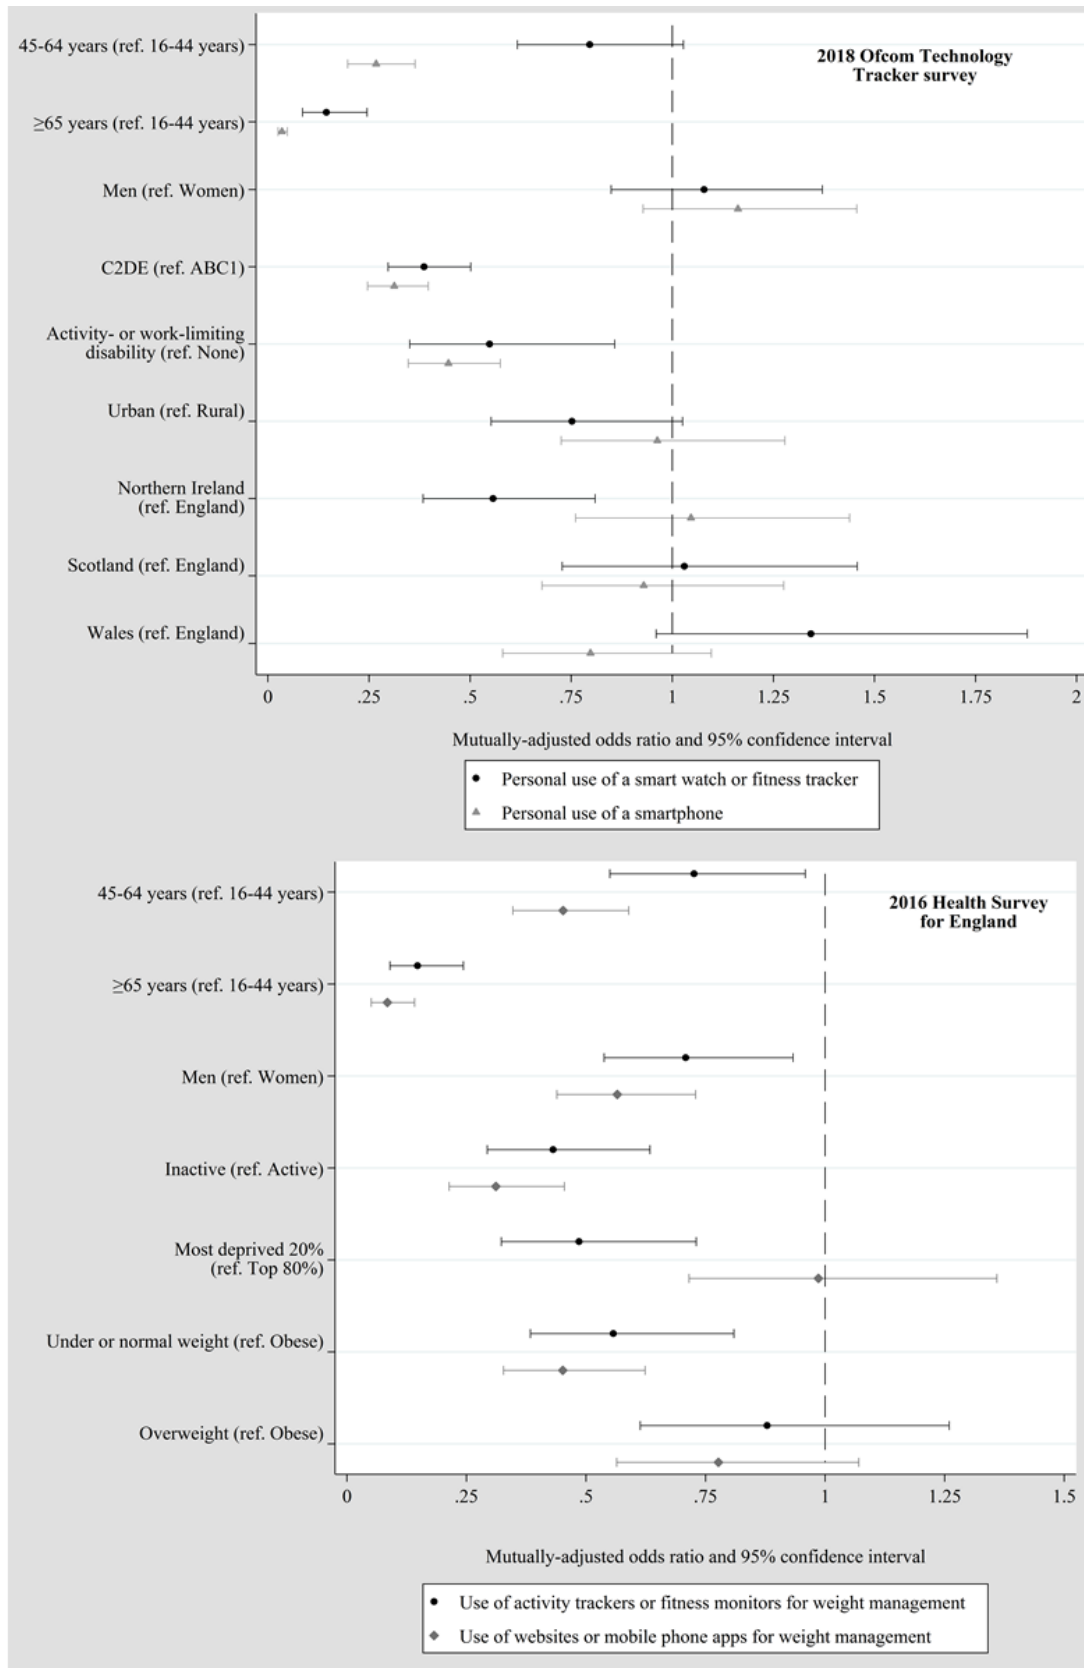 45-64 years (ref. 16-44 years)
2018 Ofcom Technology
Tracker survey
≥65 years (ref. 16-44 years)
Men (ref. Women)
C2DE (ref. ABC1)
Activity- or work-limiting
disability (ref. None)
Urban (ref. Rural)
Northern Ireland
(ref. England)
Scotland (ref. England)
Wales (ref. England)
0 .25 .5 .75 1 1.25 1.5 1.75 2
Mutually-adjusted odds ratio and 95% confidence interval
Personal use of a smart watch or fitness tracker
Personal use of a smartphone
45-64 years (ref. 16-44 years)
2016 Health Survey
for England
≥65 years (ref. 16-44 years)
Men (ref. Women)
Inactive (ref. Active)
Most deprived 20%
(ref. Top 80%)
Under or normal weight (ref. Obese)
Overweight (ref. Obese)
0 .25 .5 .75 1 1.25 1.5
Mutually-adjusted odds ratio and 95% confidence interval
Use of activity trackers or fitness monitors for weight management
Use of websites or mobile phone apps for weight management